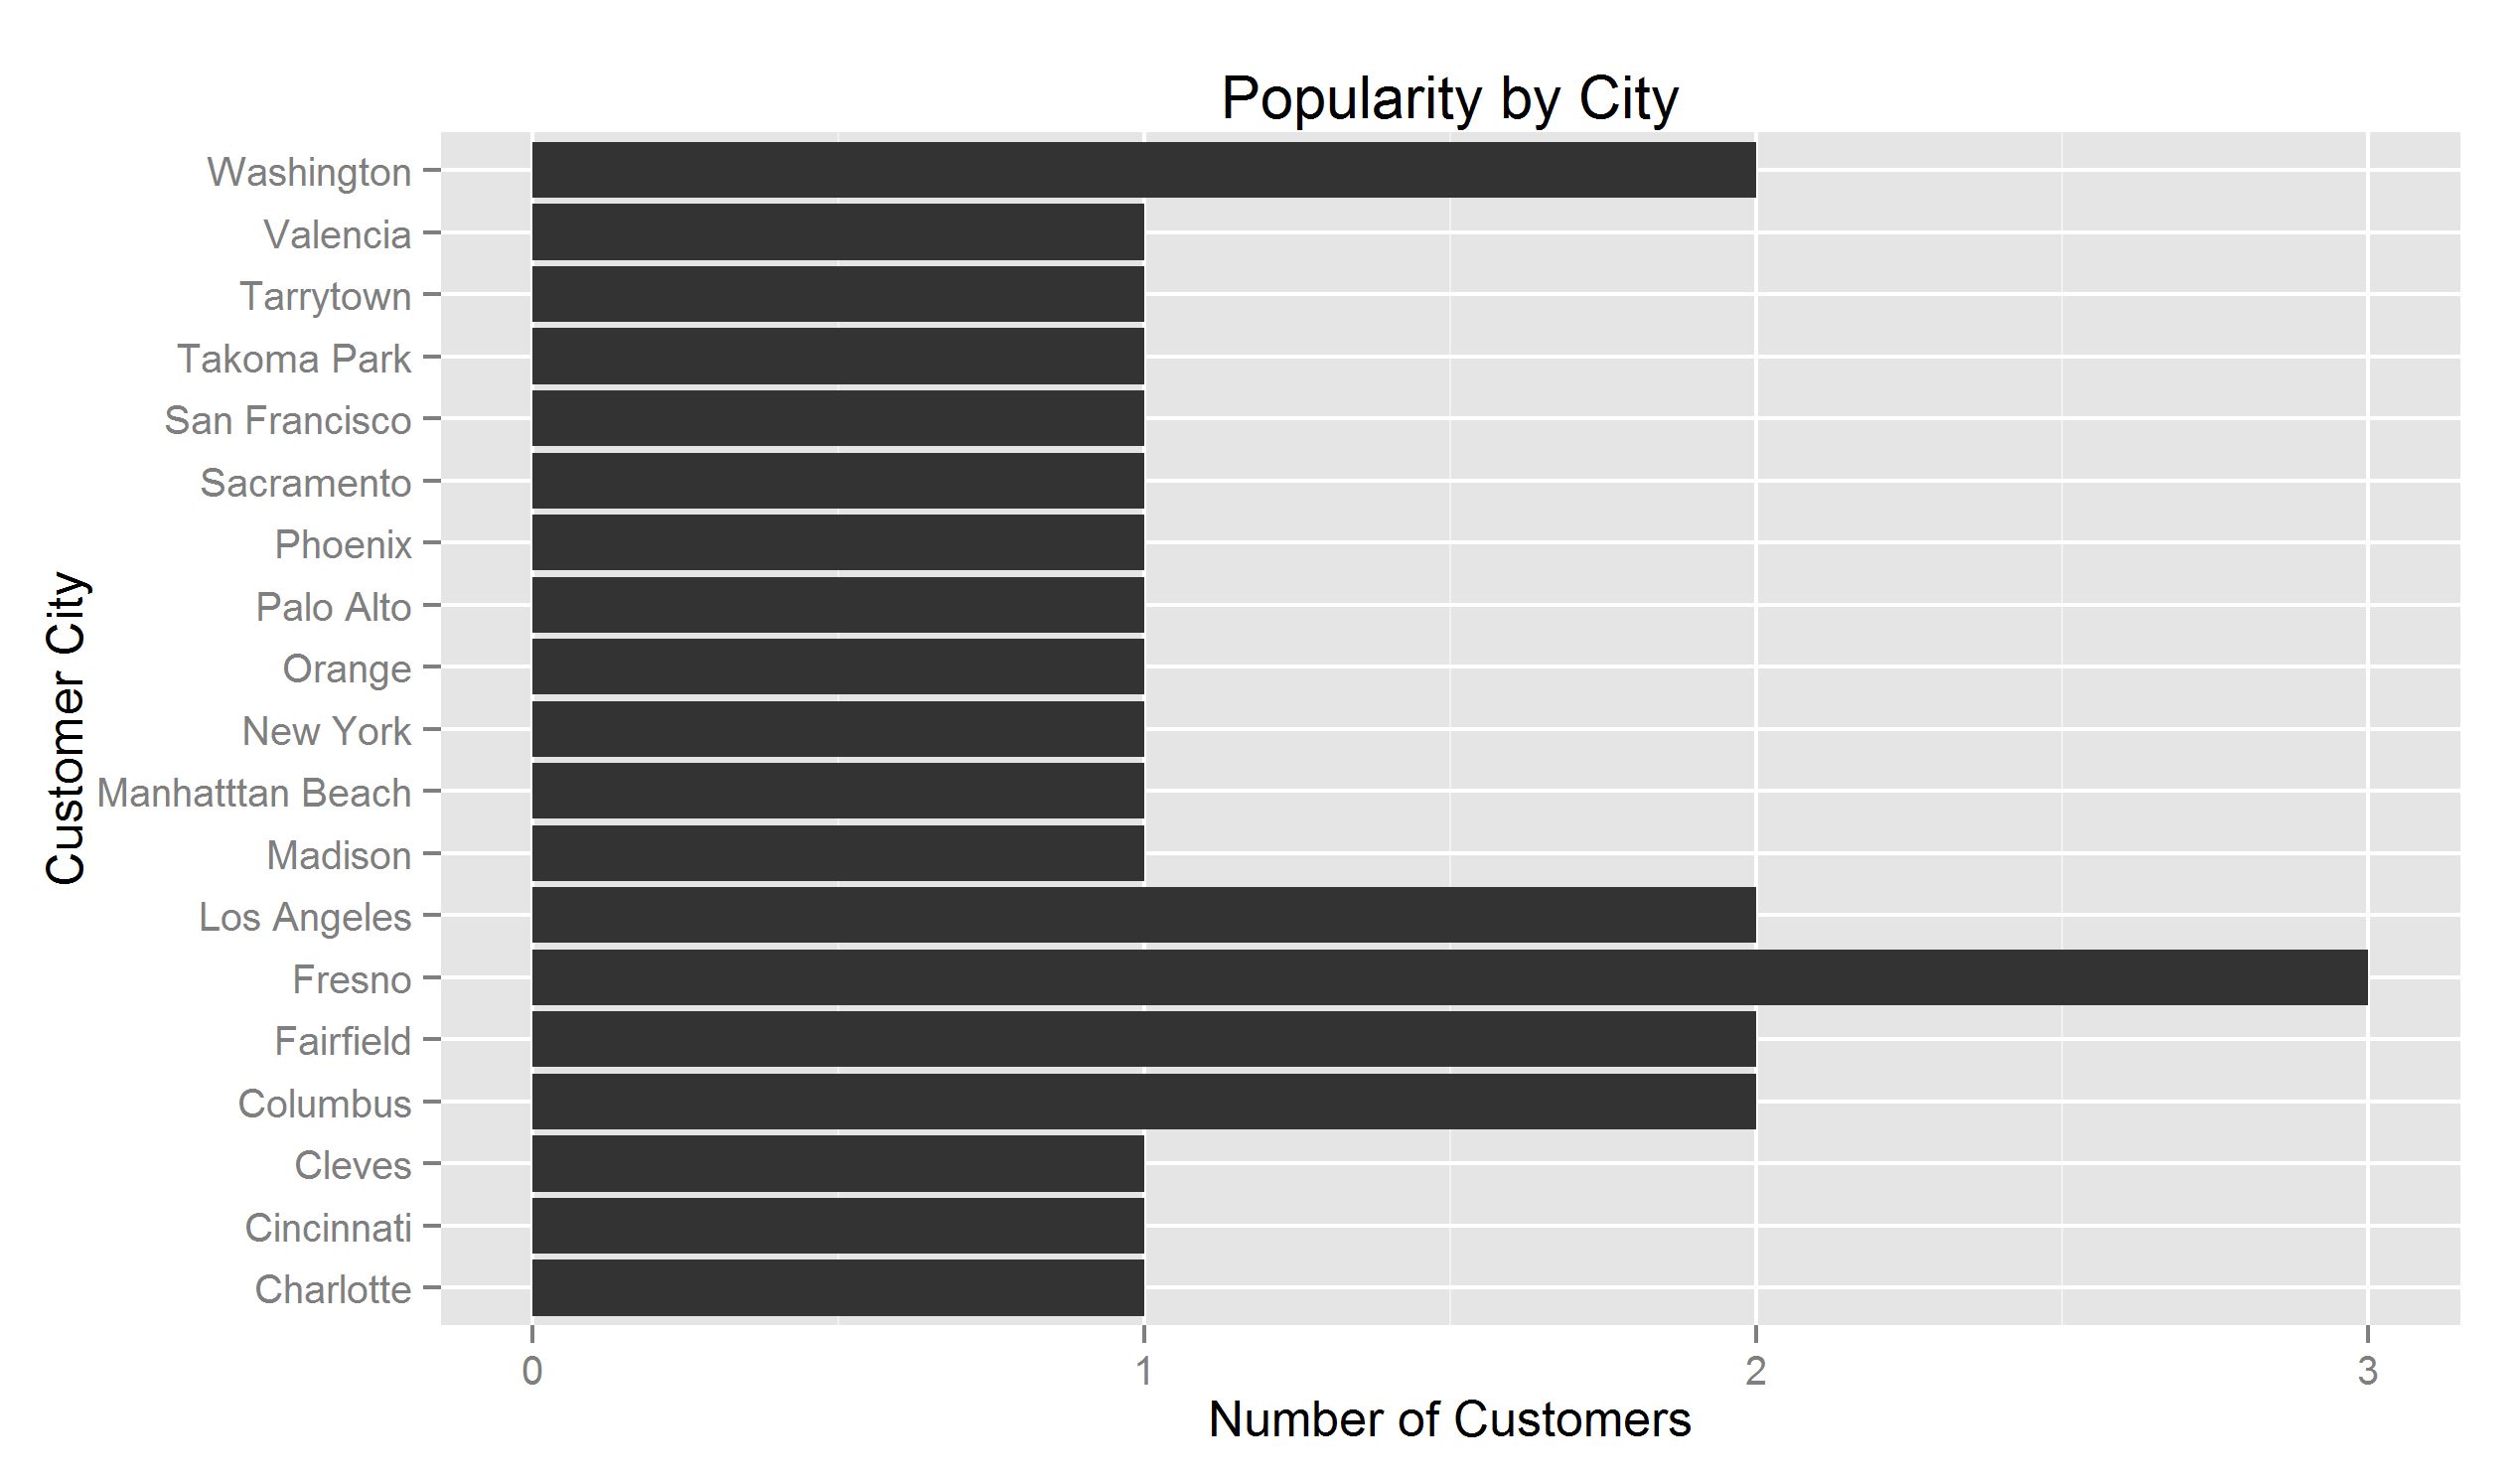 Popularity by City
Washington
Valencia
Tarrytown
Takoma Park
San Francisco
Sacramento
Phoenix
Palo Alto
Orange
New York
Manhatttan Beach
Madison
Los Angeles
Fresno
Fairfield
Columbus
Cleves
Cincinnati
Charlotte
Customer City
0 1 2 3
Number of Customers